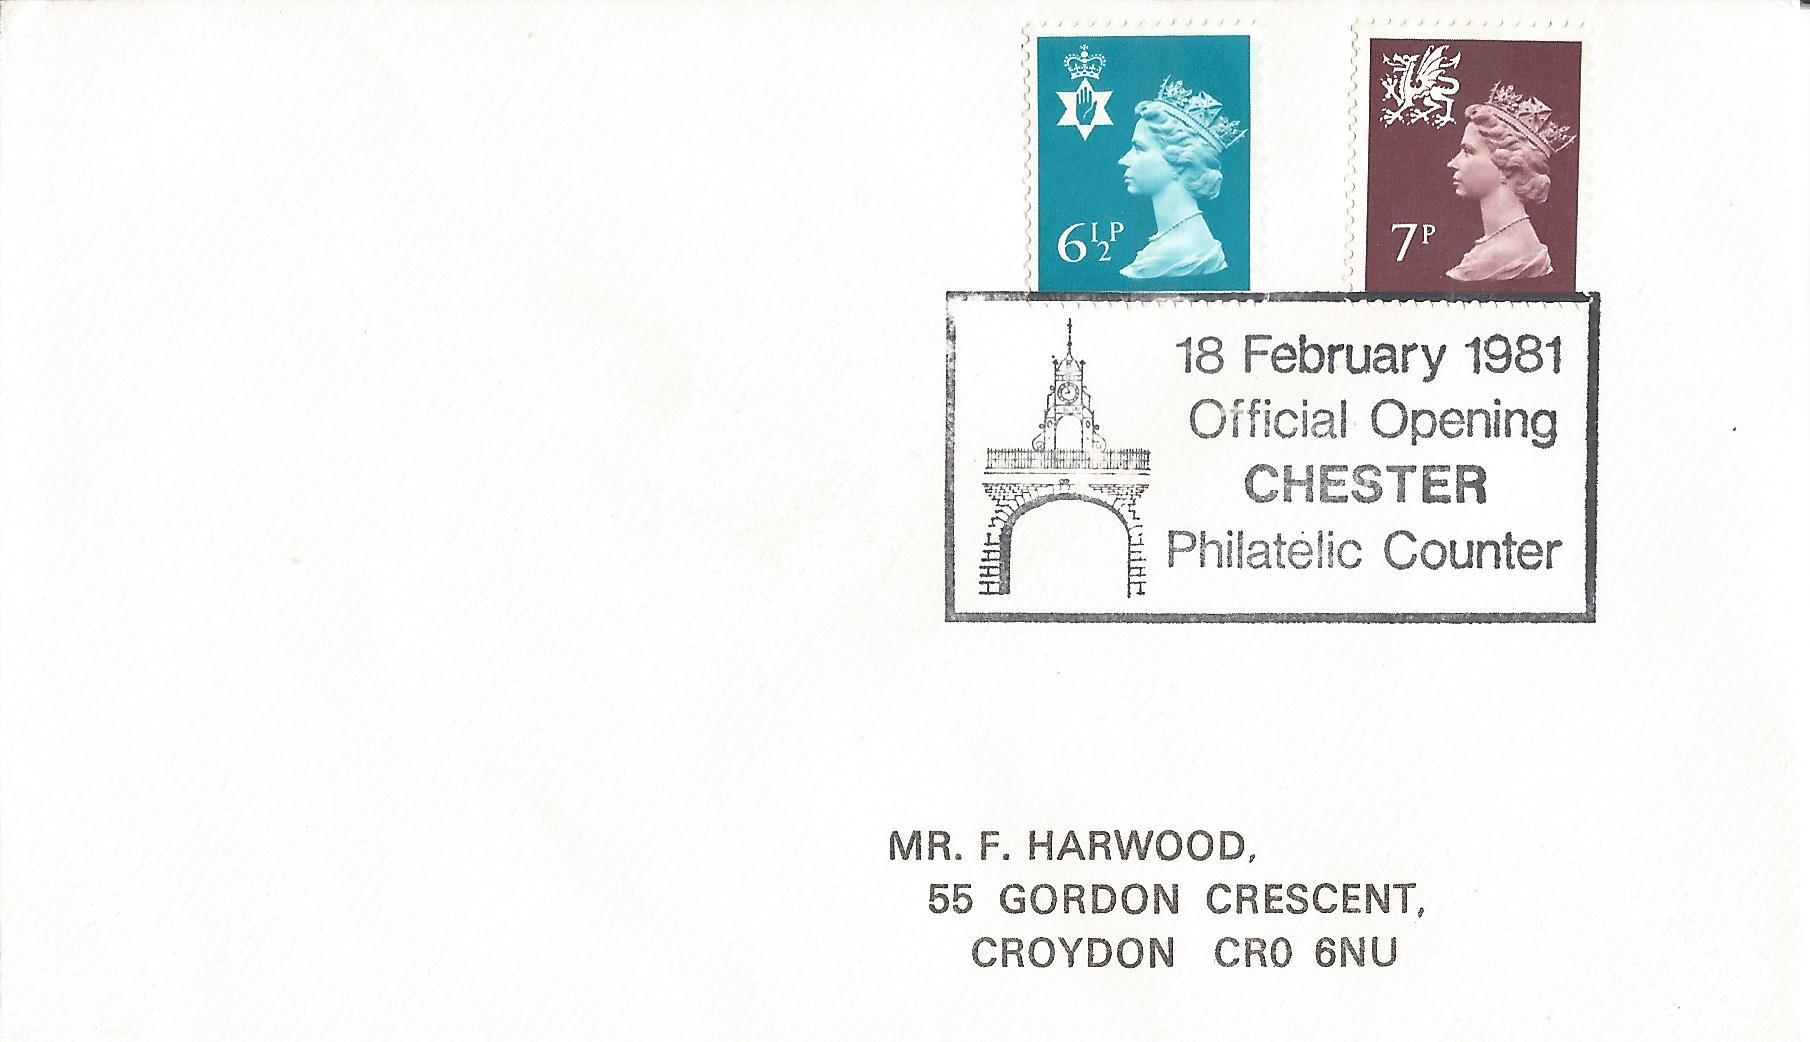 6½P
7P
18 February 1981
Official Opening
CHESTER
Philatelic Counter
MR. F. HARWOOD,
55 GORDON CRESCENT,
CROYDON CR0 6NU